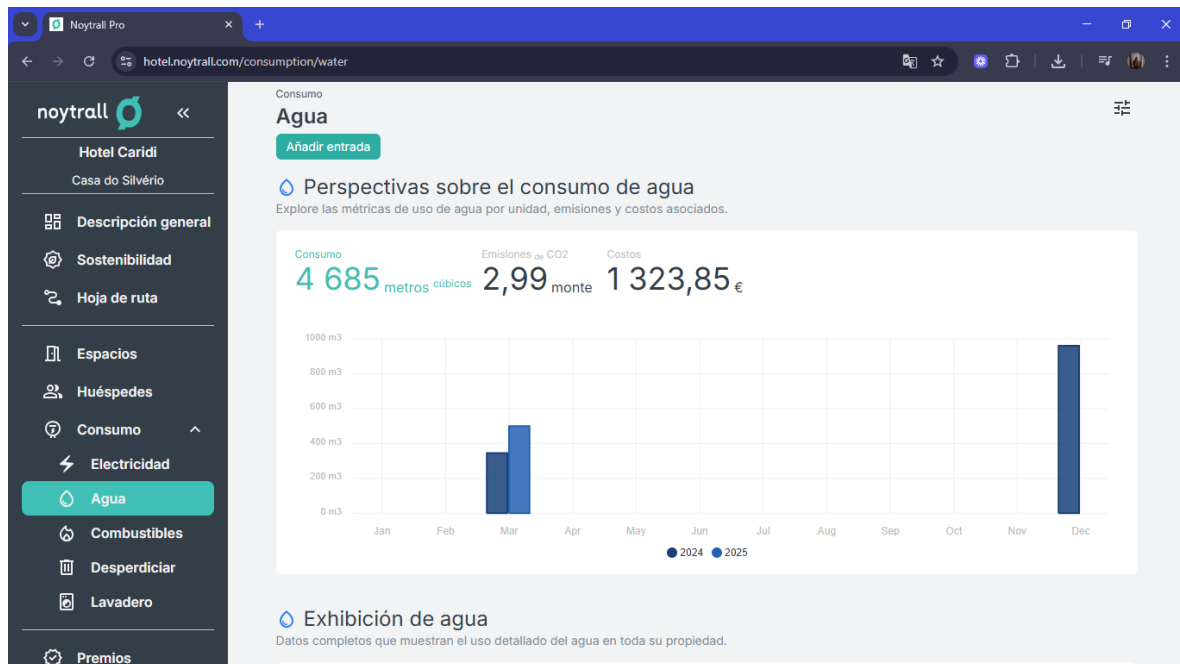 Noytrall Pro
hotel.noytrall.com/consumption/water
noytrall
Hotel Caridi
Casa do Silvério
Descripción general
Sostenibilidad
Hoja de ruta
Espacios
Huéspedes
Consumo
Electricidad
Agua
Combustibles
Desperdiciar
Lavadero
Premios
Consumo
Agua
Añadir entrada
Perspectivas sobre el consumo de agua
Explore las métricas de uso de agua por unidad, emisiones y costos asociados.
Consumo Emisiones de CO2 Costos
4 685 metros cúbicos 2,99 monte 1 323,85 €
1000 m3
800 m3
600 m3
400 m3
200 m3
0 m3
Jan Feb Mar Apr May Jun Jul Aug Sep Oct Nov Dec
2024 2025
Exhibición de agua
Datos completos que muestran el uso detallado del agua en toda su propiedad.